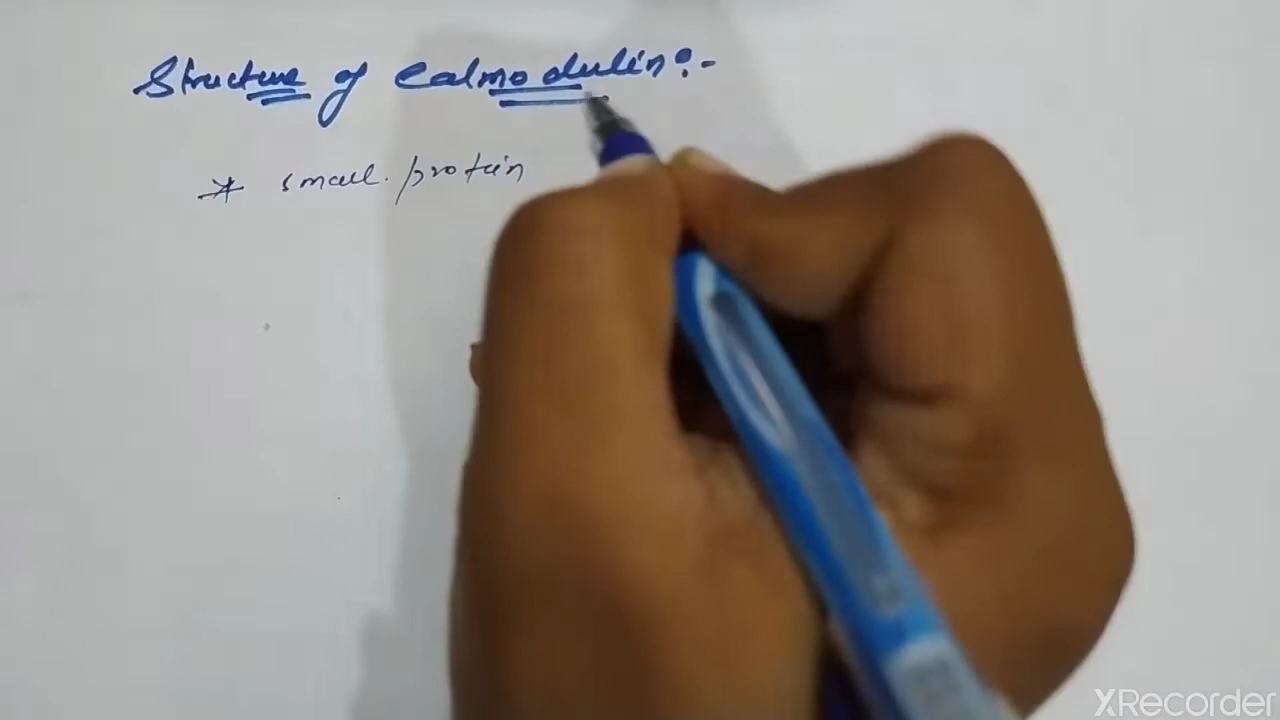 Structure of Calmodulin:-
* small protein
XRecorder